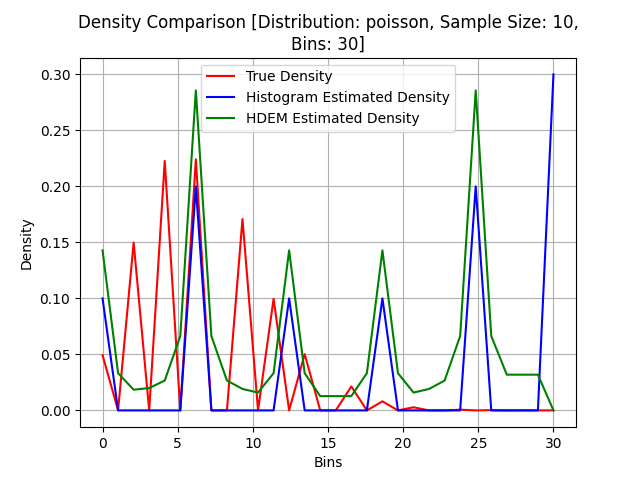 Density Comparison [Distribution: poisson, Sample Size: 10,
Bins: 30]
True Density
Histogram Estimated Density
HDEM Estimated Density
Density
0.30
0.25
0.20
0.15
0.10
0.05
0.00
0 5 10 15 20 25 30
Bins